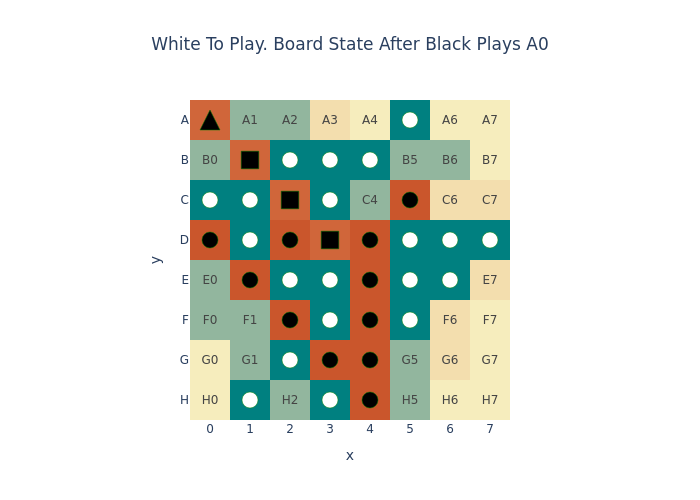 White To Play. Board State After Black Plays A0
A A1 A2 A3 A4 A6 A7
B B0 B5 B6 B7
C C4 C6 C7
D
E E0 E7
F F0 F1 F6 F7
G G0 G1 G5 G6 G7
H H0 H2 H5 H6 H7
0 1 2 3 4 5 6 7
x
y